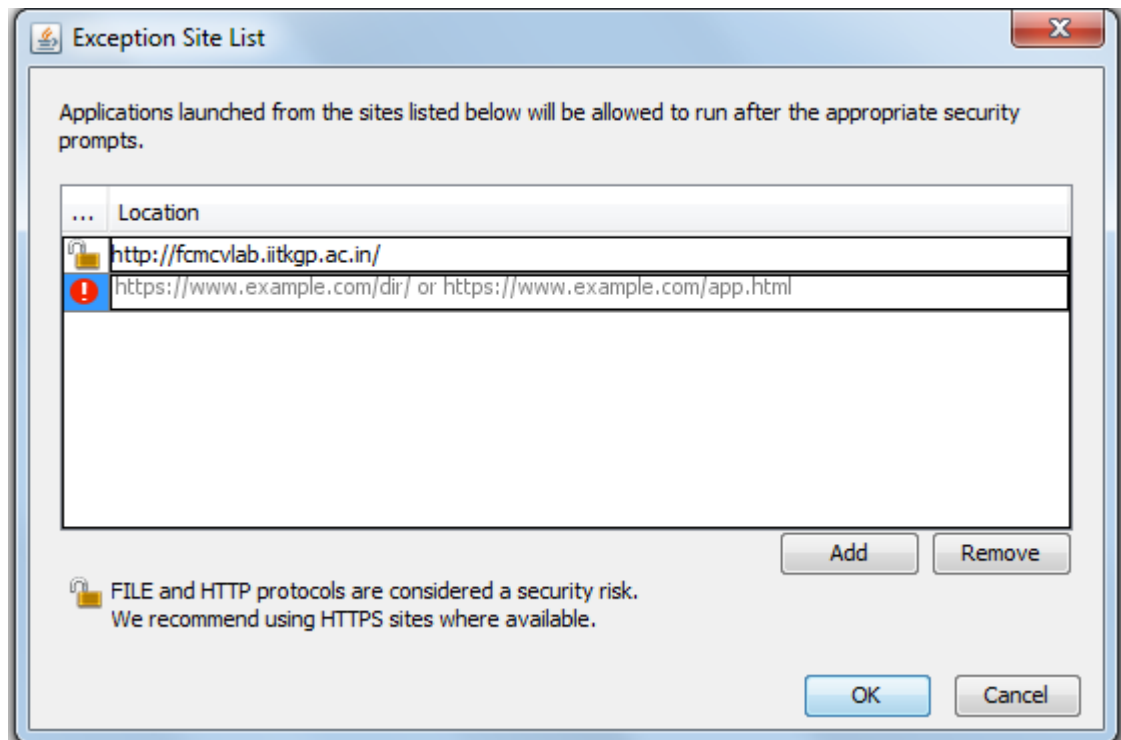 Exception Site List
Applications launched from the sites listed below will be allowed to run after the appropriate security
prompts.
... Location
http://fcmcvlab.iitkgp.ac.in/
https://www.example.com/dir/ or https://www.example.com/app.html
Add Remove
FILE and HTTP protocols are considered a security risk.
We recommend using HTTPS sites where available.
OK Cancel